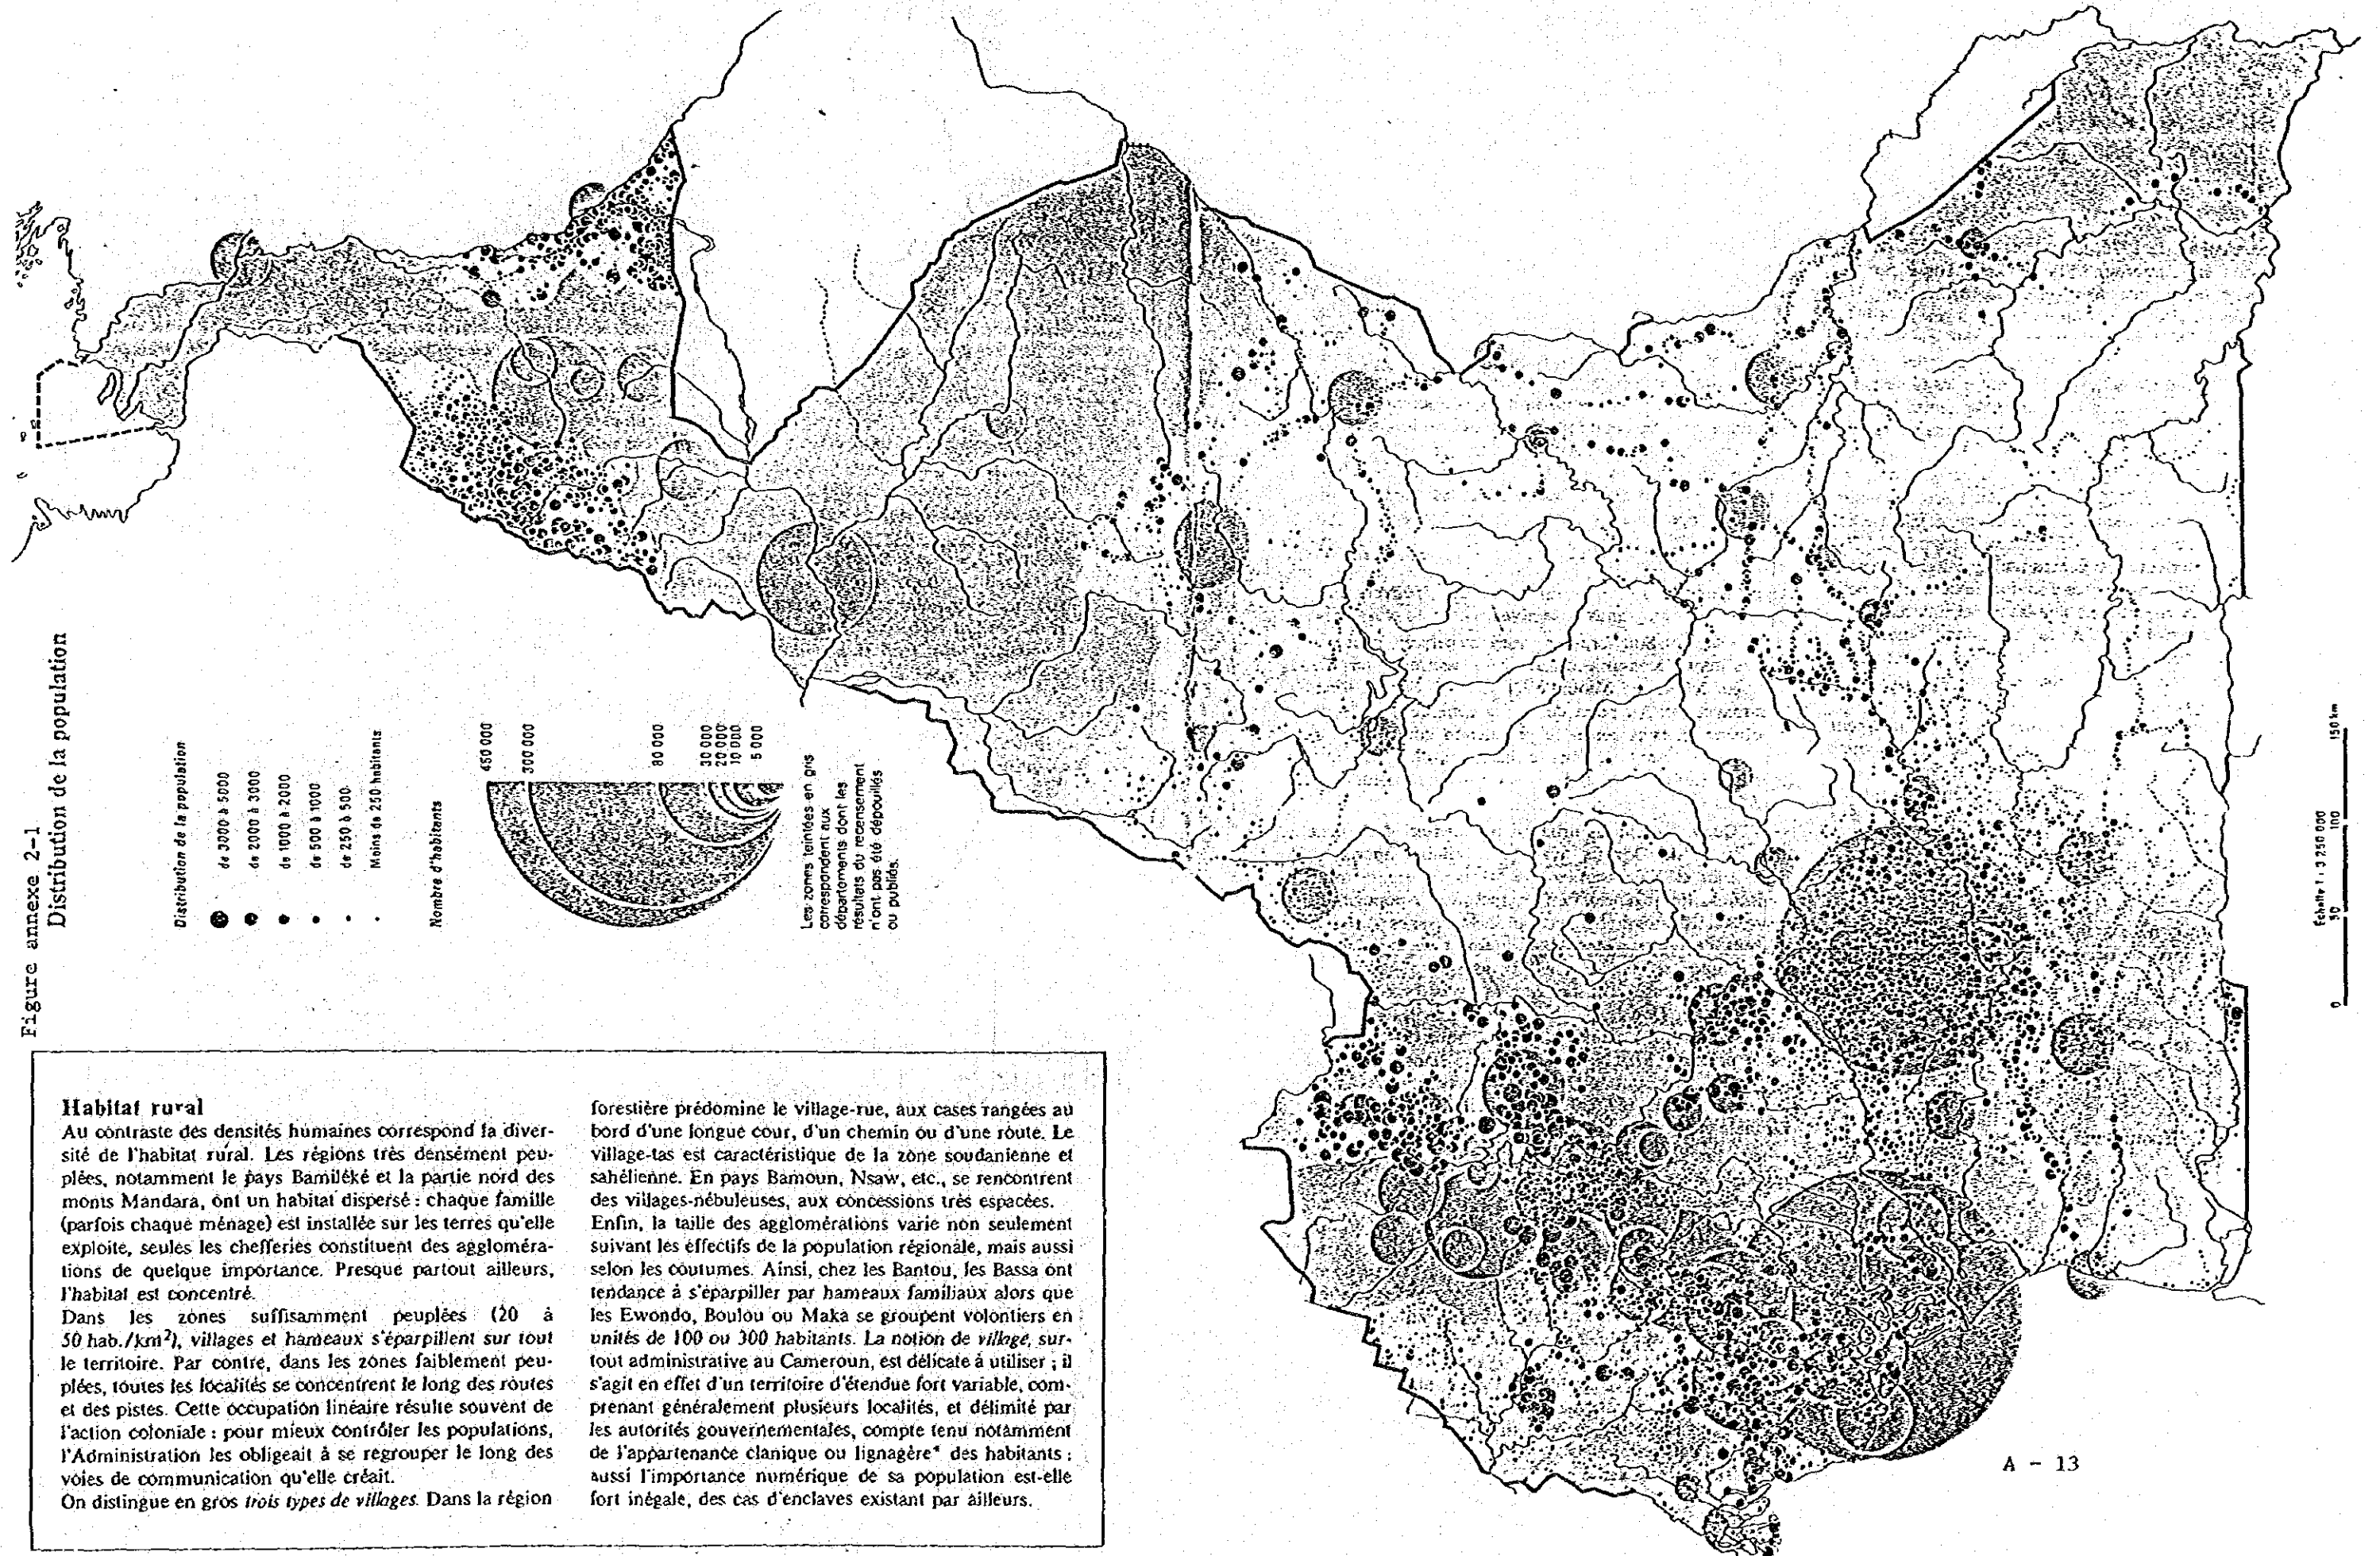 Figure annexe 2-1
Distribution de la population
Distribution de la population
de 3000 à 5000
de 2000 à 3000
de 1000 à 2000
de 500 à 1000
de 250 à 500
Moins de 250 habitants
Nombre d'habitants
450 000
300 000
80 000
30 000
20 000
10 000
5 000
Les zones teintées en gris
correspondent aux
départements dont les
résultats du recensement
n'ont pas été dépouillés
ou publiés.
Habitat rural
Au contraste des densités humaines correspond la diver-
sité de l'habitat rural. Les régions très densément peu-
plées, notamment le pays Bamiléké et la partie nord des
monts Mandara, ont un habitat dispersé : chaque famille
(parfois chaque ménage) est installée sur les terres qu'elle
exploite, seules les chefferies constituent des aggloméra-
tions de quelque importance. Presque partout ailleurs,
l'habitat est concentré.
Dans les zones suffisamment peuplées (20 à
50 hab./km²), villages et hameaux s'éparpillent sur tout
le territoire. Par contre, dans les zones faiblement peu-
plées, toutes les localités se concentrent le long des routes
et des pistes. Cette occupation linéaire résulte souvent de
l'action coloniale : pour mieux contrôler les populations,
l'Administration les obligeait à se regrouper le long des
voies de communication qu'elle créait.
On distingue en gros trois types de villages. Dans la région
forestière prédomine le village-rue, aux cases rangées au
bord d'une longue cour, d'un chemin ou d'une route. Le
village-tas est caractéristique de la zone soudanienne et
sahélienne. En pays Bamoun, Nsaw, etc., se rencontrent
des villages-nébuleuses, aux concessions très espacées.
Enfin, la taille des agglomérations varie non seulement
suivant les effectifs de la population régionale, mais aussi
selon les coutumes. Ainsi, chez les Bantou, les Bassa ont
tendance à s'éparpiller par hameaux familiaux alors que
les Ewondo, Boulou ou Maka se groupent volontiers en
unités de 100 ou 300 habitants. La notion de village, sur-
tout administrative au Cameroun, est délicate à utiliser ; il
s'agit en effet d'un territoire d'étendue fort variable, com-
prenant généralement plusieurs localités, et délimité par
les autorités gouvernementales, compte tenu notamment
de l'appartenance clanique ou lignagère* des habitants :
aussi l'importance numérique de sa population est-elle
fort inégale, des cas d'enclaves existant par ailleurs.
Échelle 1 : 3 250 000
0 50 100 150 km
A - 13